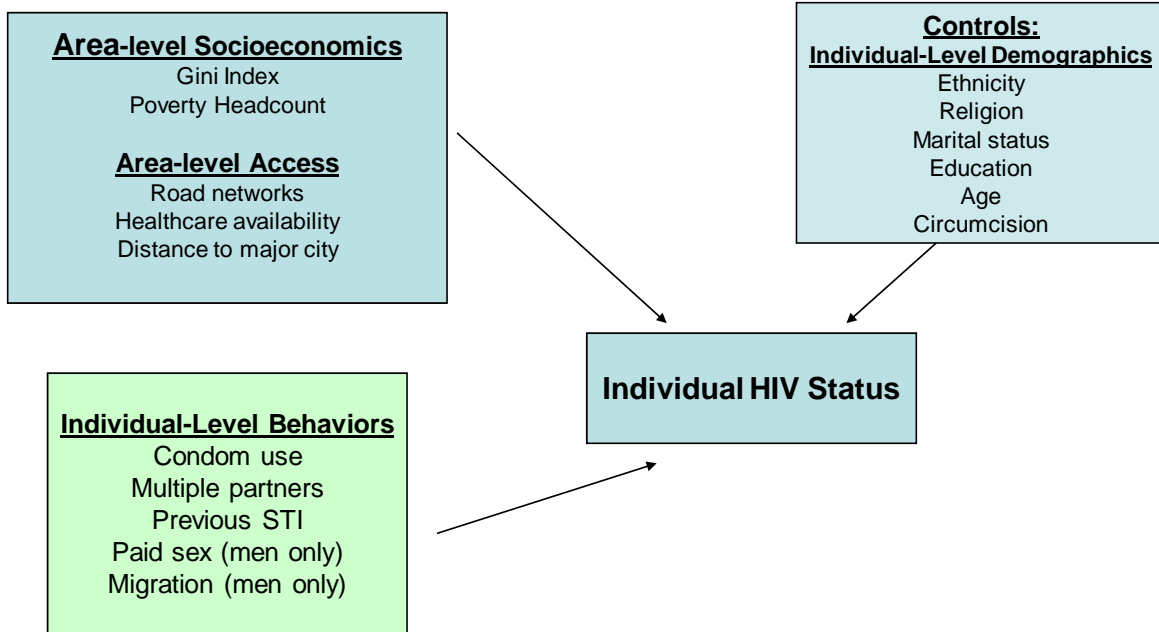 Area-level Socioeconomics
Gini Index
Poverty Headcount
Area-level Access
Road networks
Healthcare availability
Distance to major city
Controls:
Individual-Level Demographics
Ethnicity
Religion
Marital status
Education
Age
Circumcision
Individual HIV Status
Individual-Level Behaviors
Condom use
Multiple partners
Previous STI
Paid sex (men only)
Migration (men only)